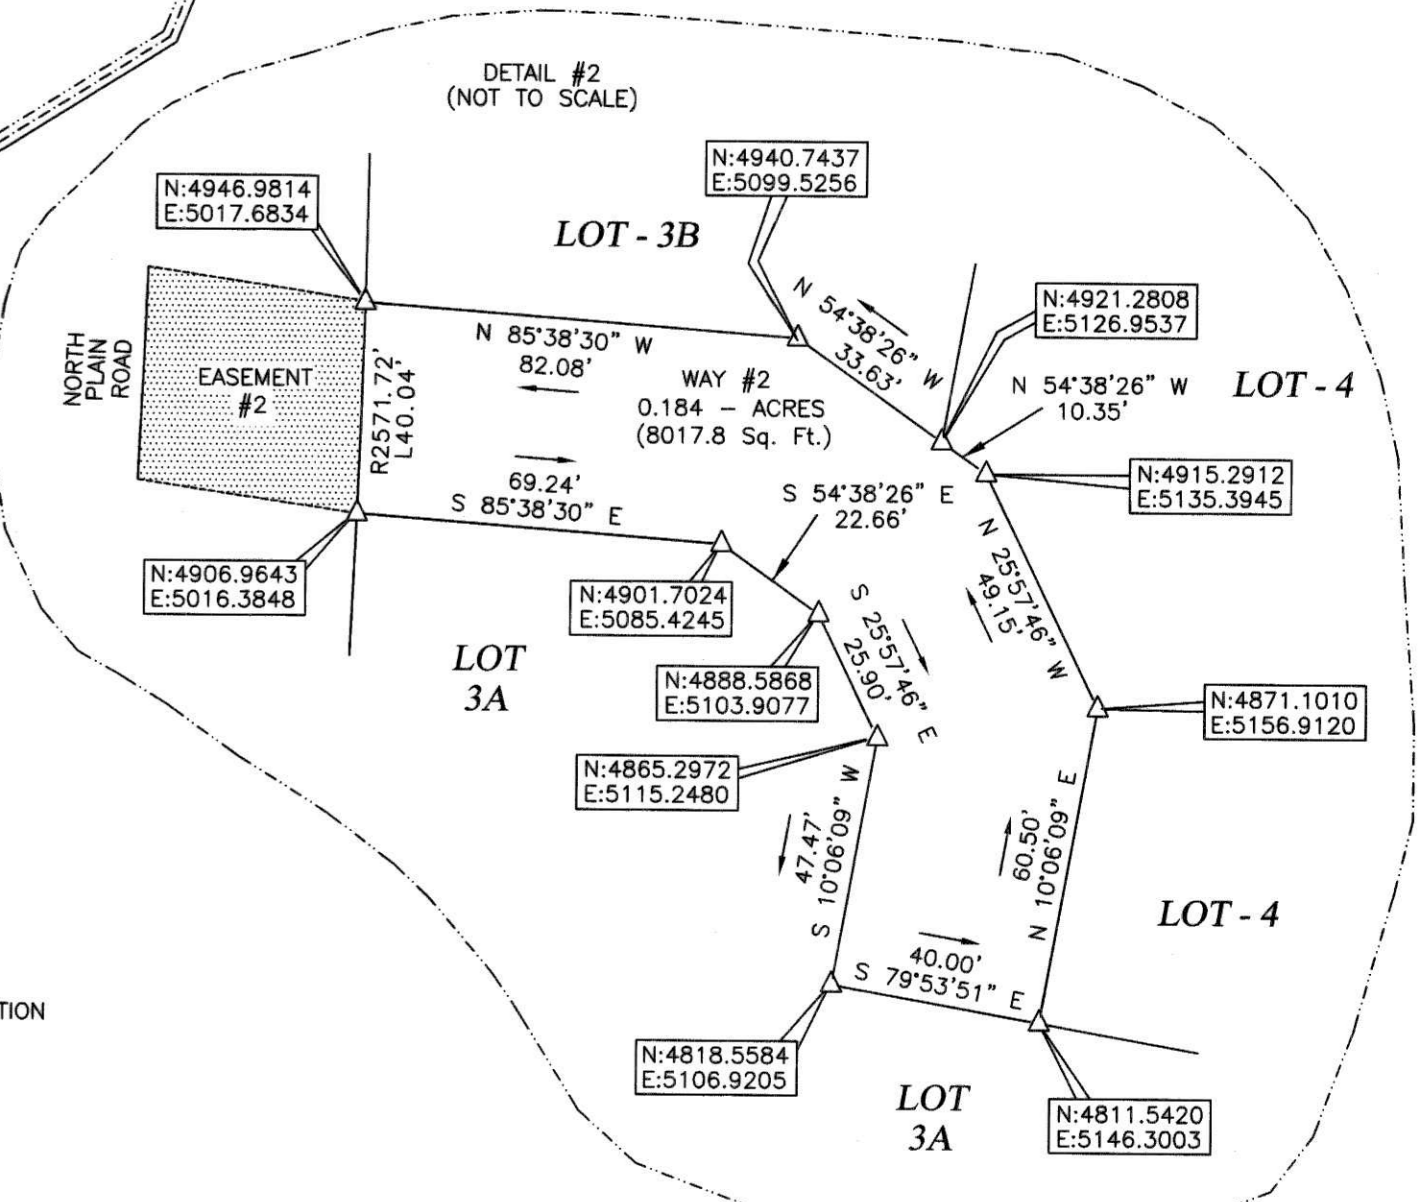 DETAIL #2
(NOT TO SCALE)
N:4940.7437
E:5099.5256
N:4946.9814
E:5017.6834
LOT - 3B
N 54°38'26" W
33.63'
N:4921.2808
E:5126.9537
N 85°38'30" W
82.08'
NORTH
PLAIN
ROAD
EASEMENT
#2
R2571.72'
L40.04'
WAY #2
0.184 - ACRES
(8017.8 Sq. Ft.)
N 54°38'26" W
10.35'
LOT - 4
69.24'
S 85°38'30" E
S 54°38'26" E
22.66'
N:4915.2912
E:5135.3945
N:4906.9643
E:5016.3848
N:4901.7024
E:5085.4245
S 25°57'46" E
25.90'
N 25°57'46" W
49.15'
LOT
3A
N:4888.5868
E:5103.9077
N:4871.1010
E:5156.9120
N:4865.2972
E:5115.2480
47.47'
S 10°06'09" W
60.50'
N 10°06'09" E
LOT - 4
40.00'
S 79°53'51" E
TION
N:4818.5584
E:5106.9205
LOT
3A
N:4811.5420
E:5146.3003